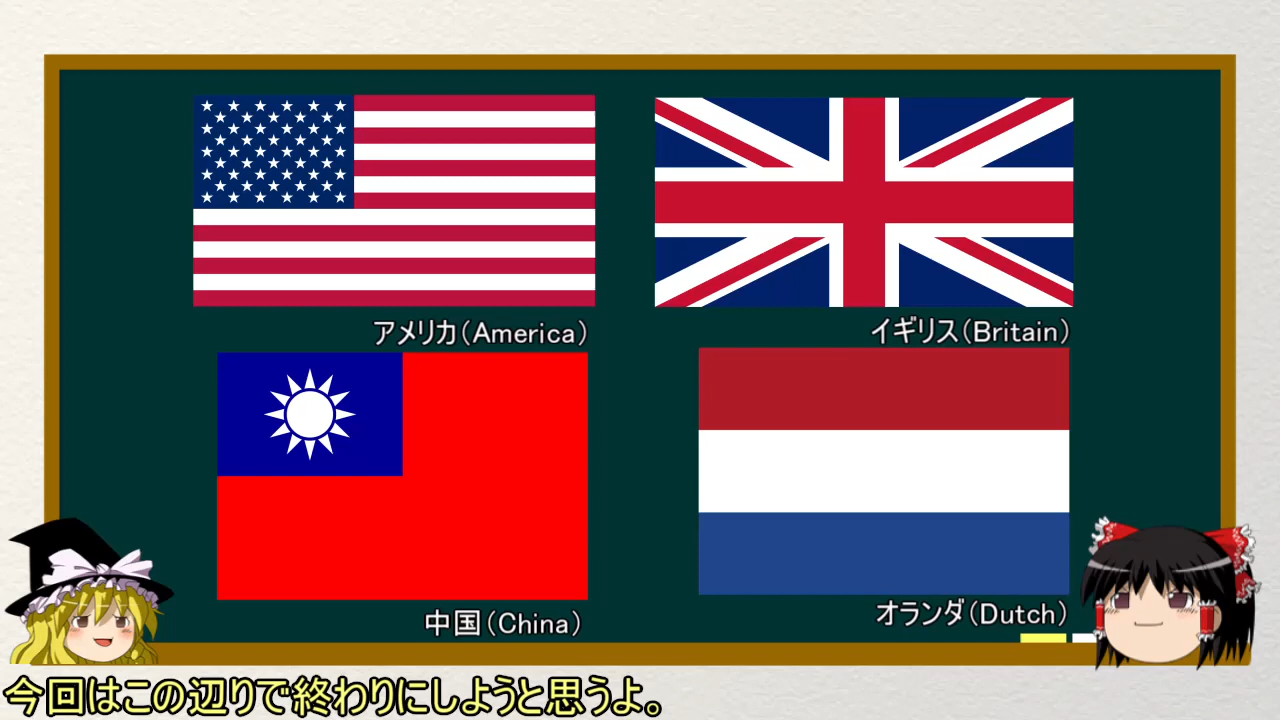 アメリカ（America）
イギリス（Britain）
中国（China）
オランダ（Dutch）
今回はこの辺りで終わりにしようと思うよ。